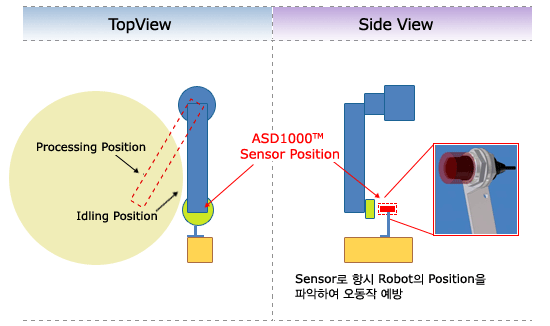 TopView
Side View
Processing Position
Idling Position
ASD1000™
Sensor Position
Sensor로 항시 Robot의 Position을
파악하여 오동작 예방